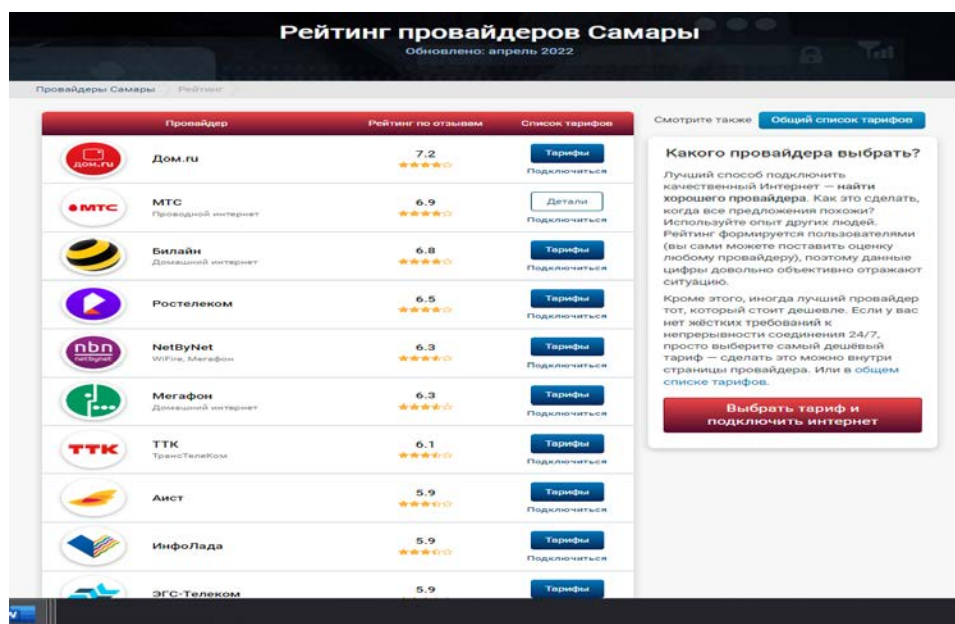 Рейтинг провайдеров Самары
Обновлено: апрель 2022
Провайдеры Самары
Рейтинг
Провайдер
Рейтинг по отзывам
Список тарифов
дом.ru
Дом.ru
7.2
Тарифы
Подключиться
МТС
МТС
Проводной интернет
6.9
Детали
Подключиться
Билайн
Домашний интернет
6.8
Тарифы
Подключиться
Ростелеком
6.5
Тарифы
Подключиться
nbn
netbynet
NetByNet
WiFire, Мегафон
6.3
Тарифы
Подключиться
Мегафон
Домашний интернет
6.3
Тарифы
Подключиться
ТТК
ТТК
ТрансТелеКом
6.1
Тарифы
Подключиться
Аист
5.9
Тарифы
Подключиться
ИнфоЛада
5.9
Тарифы
Подключиться
ЭГС-Телеком
5.9
Тарифы
Смотрите также
Общий список тарифов
Какого провайдера выбрать?
Лучший способ подключить
качественный Интернет — найти
хорошего провайдера. Как это сделать,
когда все предложения похожи?
Используйте опыт других людей.
Рейтинг формируется пользователями
(вы сами можете поставить оценку
любому провайдеру), поэтому данные
цифры довольно объективно отражают
ситуацию.
Кроме этого, иногда лучший провайдер
тот, который стоит дешевле. Если у вас
нет жёстких требований к
непрерывности соединения 24/7,
просто выберите самый дешёвый
тариф — сделать это можно внутри
страницы провайдера. Или в общем
списке тарифов.
Выбрать тариф и
подключить интернет